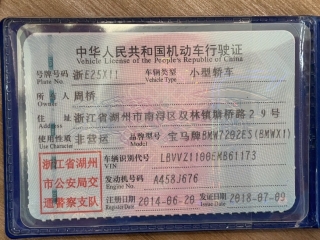 中华人民共和国机动车行驶证
Vehicle License of the People's Republic of China
号牌号码 浙E25X11 车辆类型 小型轿车
Plate No. Vehicle Type
所有人 周桥
Owner
住址 浙江省湖州市南浔区双林镇塘桥路29号
Address
使用性质 非营运 品牌型号 宝马牌BMW7202ES(BMWX1)
Use Character Model
浙江省湖州
市公安局交
通警察支队
车辆识别代号 LBVVZ1100EMB61173
VIN
发动机号码 A458J676
Engine No.
注册日期 2014-06-20 发证日期 2018-07-09
Register Date Issue Date